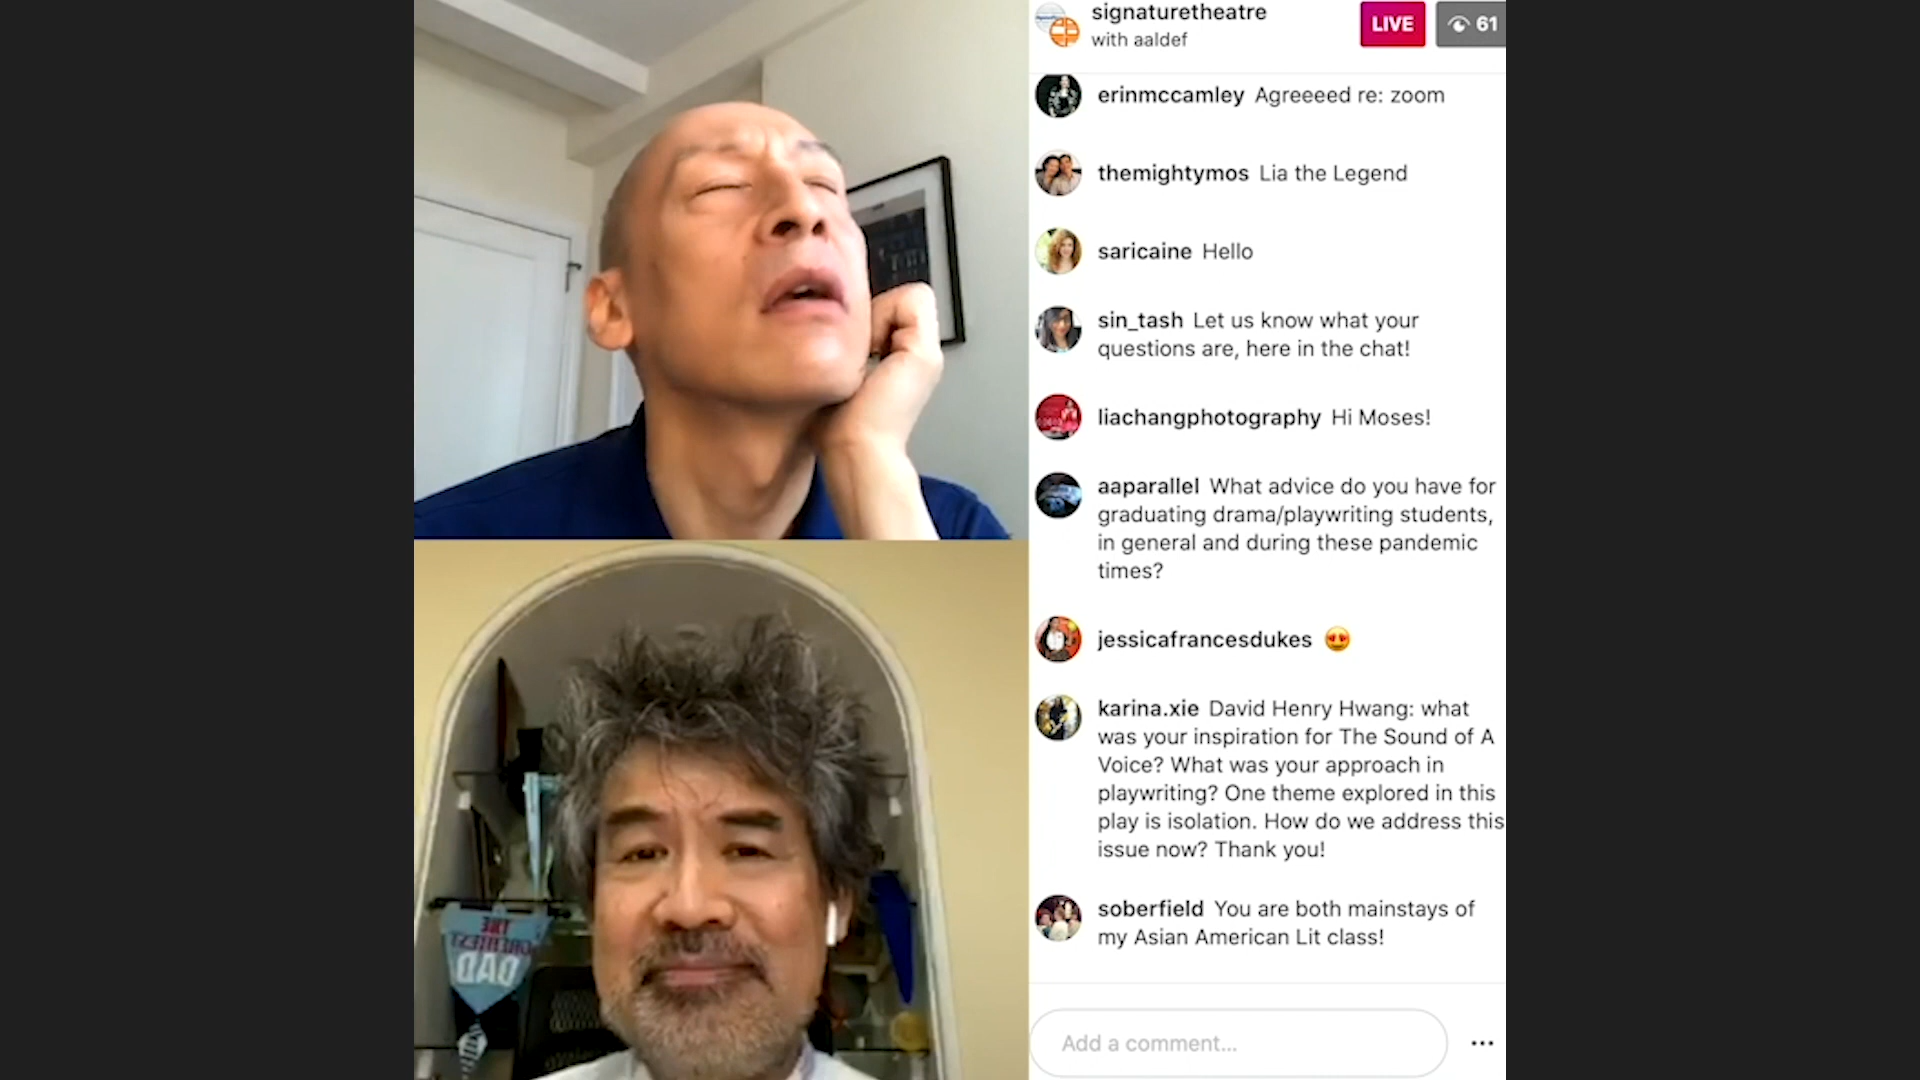 signaturetheatre
with aaldef
LIVE
61
erinmccamley Agreeeed re: zoom
themightymos Lia the Legend
saricaine Hello
sin_tash Let us know what your
questions are, here in the chat!
liachangphotography Hi Moses!
aaparallel What advice do you have for
graduating drama/playwriting students,
in general and during these pandemic
times?
jessicafrancesdukes 😍
karina.xie David Henry Hwang: what
was your inspiration for The Sound of A
Voice? What was your approach in
playwriting? One theme explored in this
play is isolation. How do we address this
issue now? Thank you!
soberfield You are both mainstays of
my Asian American Lit class!
Add a comment...
THE
GREATEST
DAD